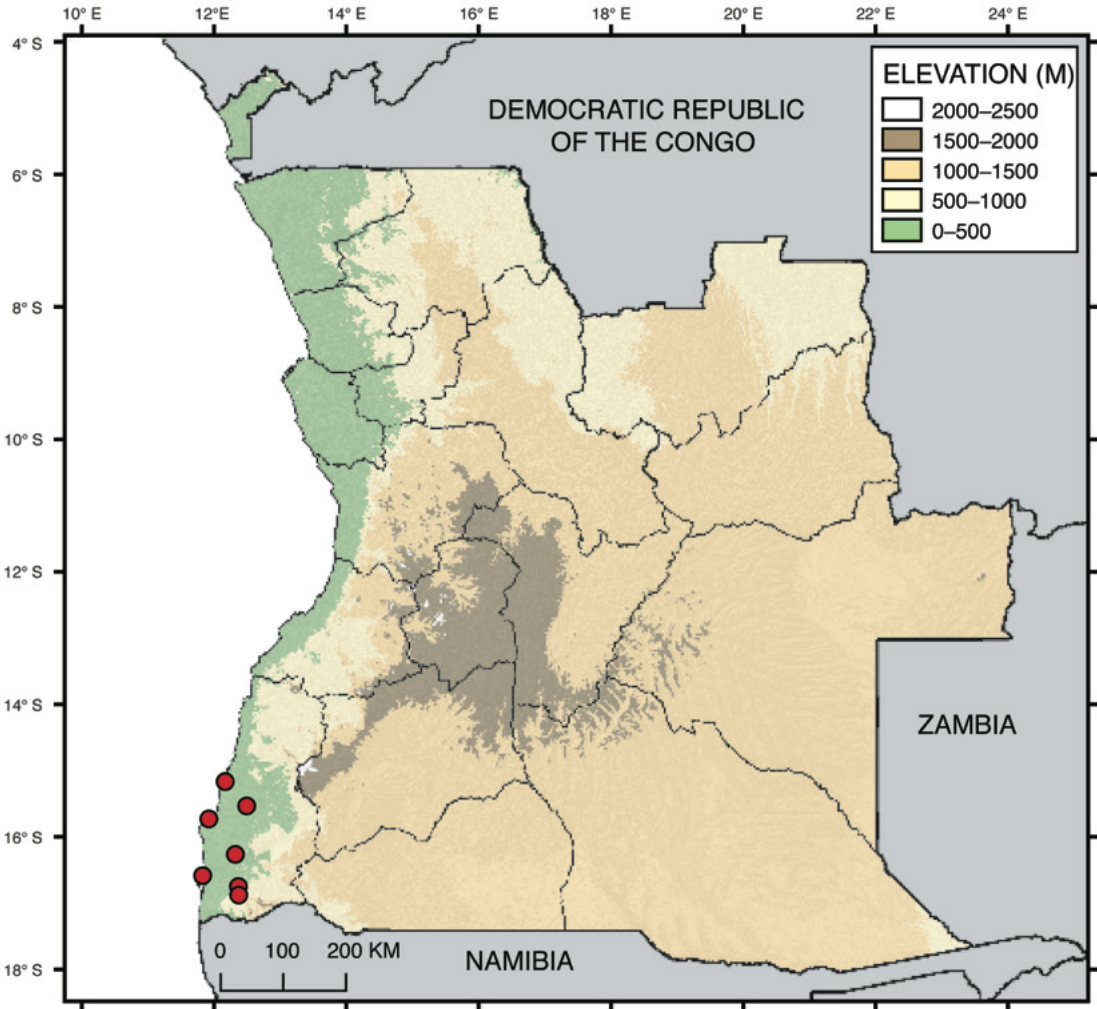 10° E 12° E 14° E 16° E 18° E 20° E 22° E 24° E
4° S
6° S
8° S
10° S
12° S
14° S
16° S
18° S
ELEVATION (M)
2000–2500
1500–2000
1000–1500
500–1000
0–500
DEMOCRATIC REPUBLIC
OF THE CONGO
ZAMBIA
NAMIBIA
0 100 200 KM